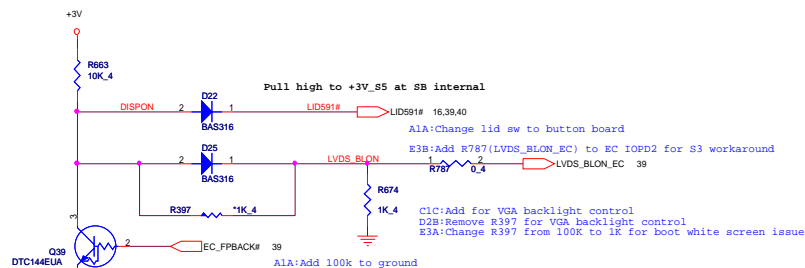 +3V
R663
10K_4
Pull high to +3V_S5 at SB internal
D22
DISPON 2 1 LID591# LID591# 16,39,40
BAS316
A1A:Change lid sw to button board
E3B:Add R787(LVDS_BLON_EC) to EC IOPD2 for S3 workaround
D25
2 1 LVDS_BLON 1 2 LVDS_BLON_EC 39
BAS316
R787 0_4
R674
1K_4
R397 *1K_4
C1C:Add for VGA backlight control
D2B:Remove R397 for VGA backlight control
E3A:Change R397 from 100K to 1K for boot white screen issue
3
Q39
DTC144EUA
2 EC_FPBACK# 39
A1A:Add 100k to ground